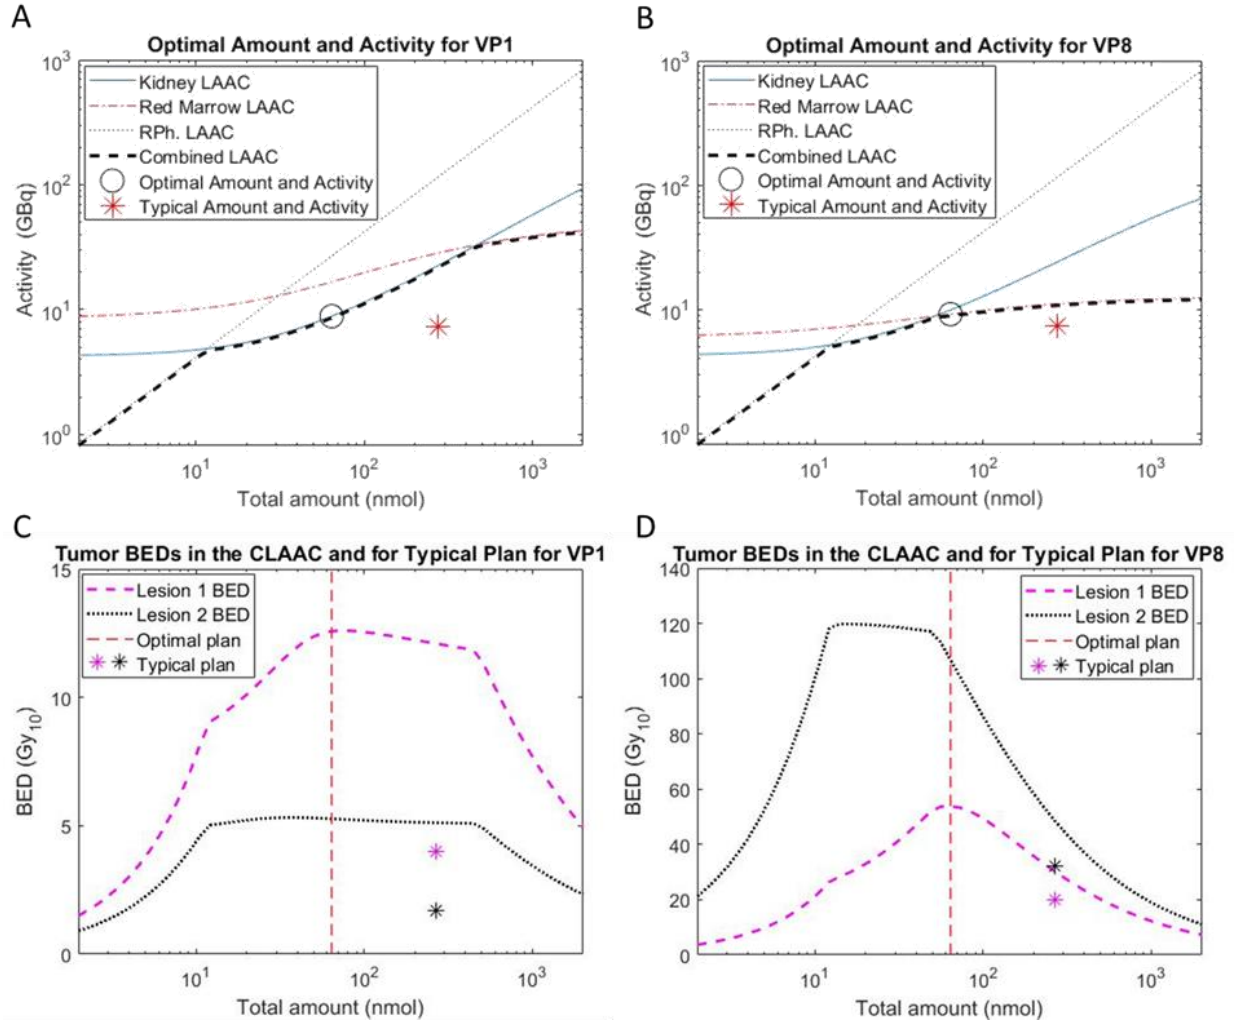 A
Optimal Amount and Activity for VP1
10³
10²
10¹
10⁰
Activity (GBq)
Kidney LAAC
Red Marrow LAAC
RPh. LAAC
Combined LAAC
Optimal Amount and Activity
Typical Amount and Activity
10¹
10²
10³
Total amount (nmol)
B
Optimal Amount and Activity for VP8
10³
10²
10¹
10⁰
Activity (GBq)
Kidney LAAC
Red Marrow LAAC
RPh. LAAC
Combined LAAC
Optimal Amount and Activity
Typical Amount and Activity
10¹
10²
10³
Total amount (nmol)
C
Tumor BEDs in the CLAAC and for Typical Plan for VP1
15
10
5
0
BED (Gy₁₀)
Lesion 1 BED
Lesion 2 BED
Optimal plan
Typical plan
10¹
10²
10³
Total amount (nmol)
D
Tumor BEDs in the CLAAC and for Typical Plan for VP8
140
120
100
80
60
40
20
0
BED (Gy₁₀)
Lesion 1 BED
Lesion 2 BED
Optimal plan
Typical plan
10¹
10²
10³
Total amount (nmol)